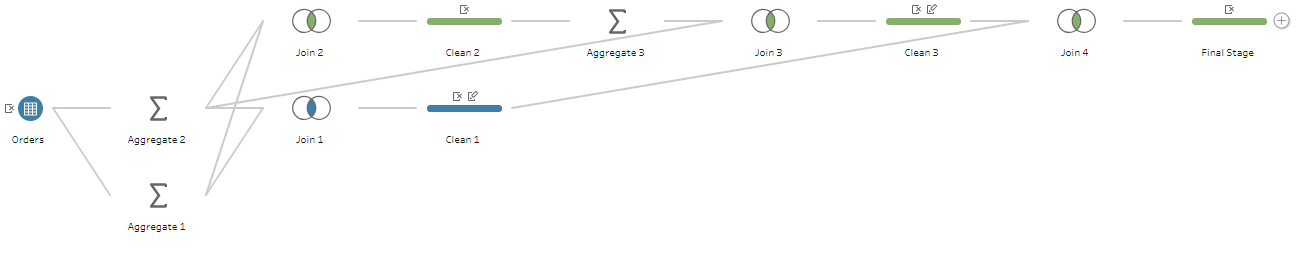 Join 2
Clean 2
Aggregate 3
Join 3
Clean 3
Join 4
Final Stage
Orders
Aggregate 2
Join 1
Clean 1
Aggregate 1